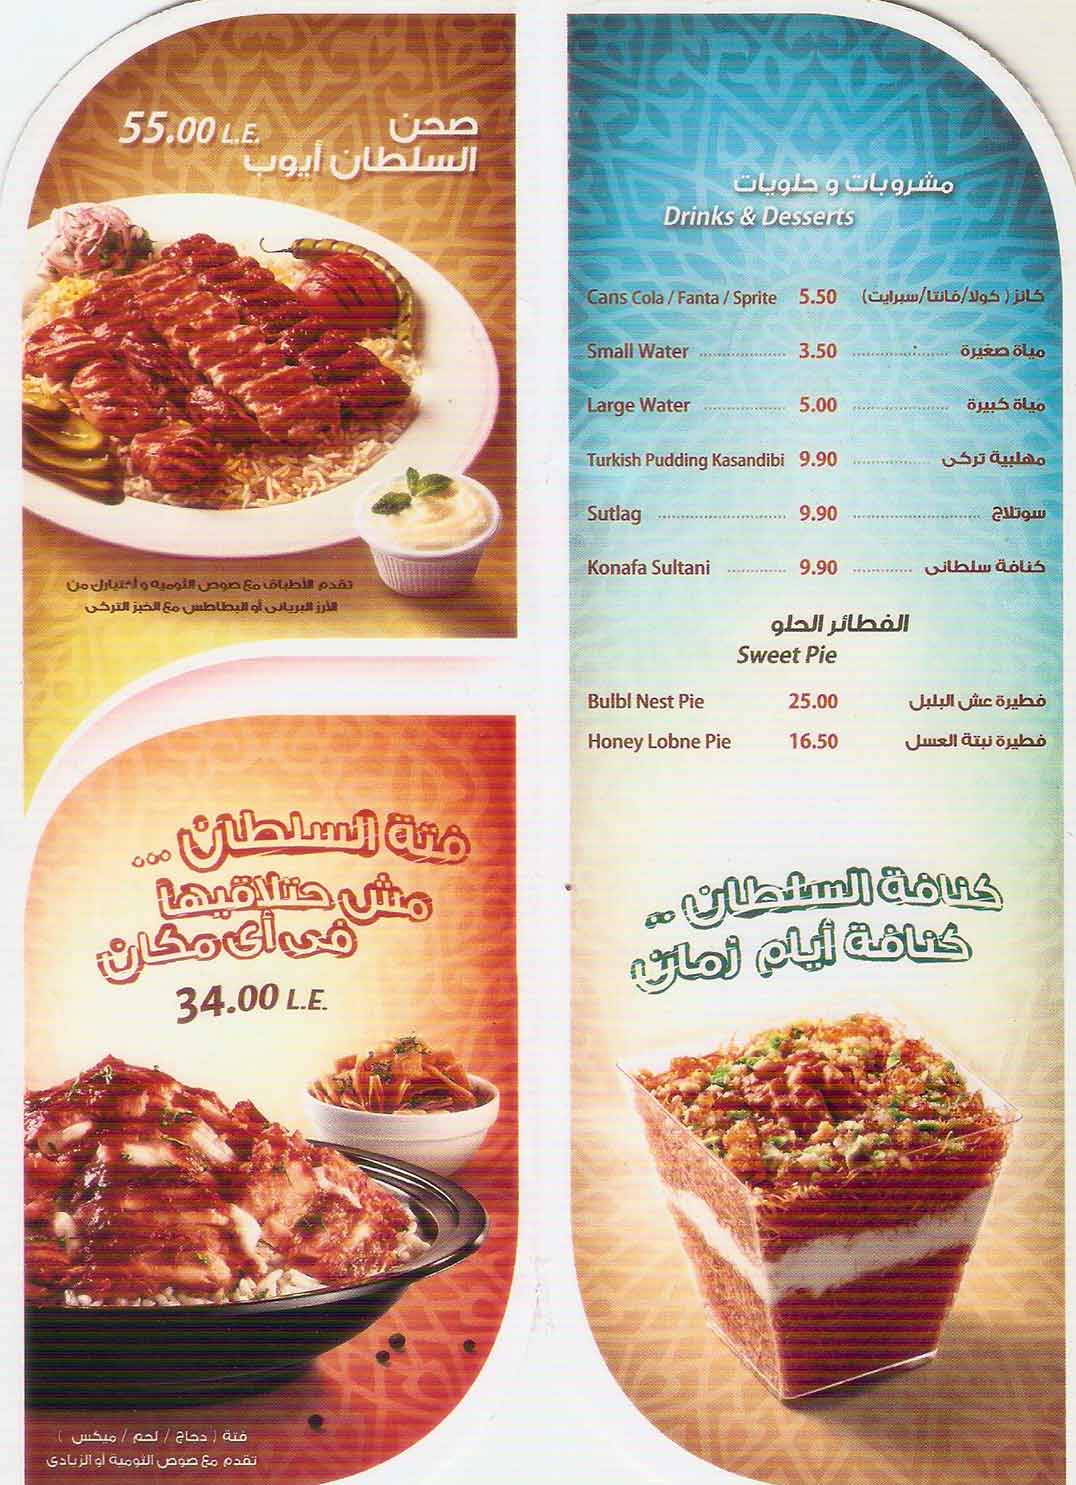 صحن
السلطان أيوب
55.00 L.E.
تقدم الأطباق مع صوص الثومية و أختيارك من
الأرز الريانى أو البطاطس مع الخبز التركى
فتة السلطان ...
مش حتلاقيها
فى أى مكان
34.00 L.E.
فتة ( دجاج / لحم / ميكس )
تقدم مع صوص الثومية أو الزبادى
مشروبات و حلويات
Drinks & Desserts
Cans Cola / Fanta / Sprite 5.50 كانز ( كولا/فانتا/سبرايت)
Small Water ........ 3.50 ........ مياة صغيرة
Large Water ........ 5.00 ........ مياة كبيرة
Turkish Pudding Kasandibi 9.90 ........ مهلبية تركى
Sutlag ........ 9.90 ........ سوتلاج
Konafa Sultani ........ 9.90 ........ كنافة سلطانى
الفطائر الحلو
Sweet Pie
Bulbl Nest Pie 25.00 فطيرة عش البلبل
Honey Lobne Pie 16.50 فطيرة نبتة العسل
كنافة السلطان ..
كنافة أيام زمان